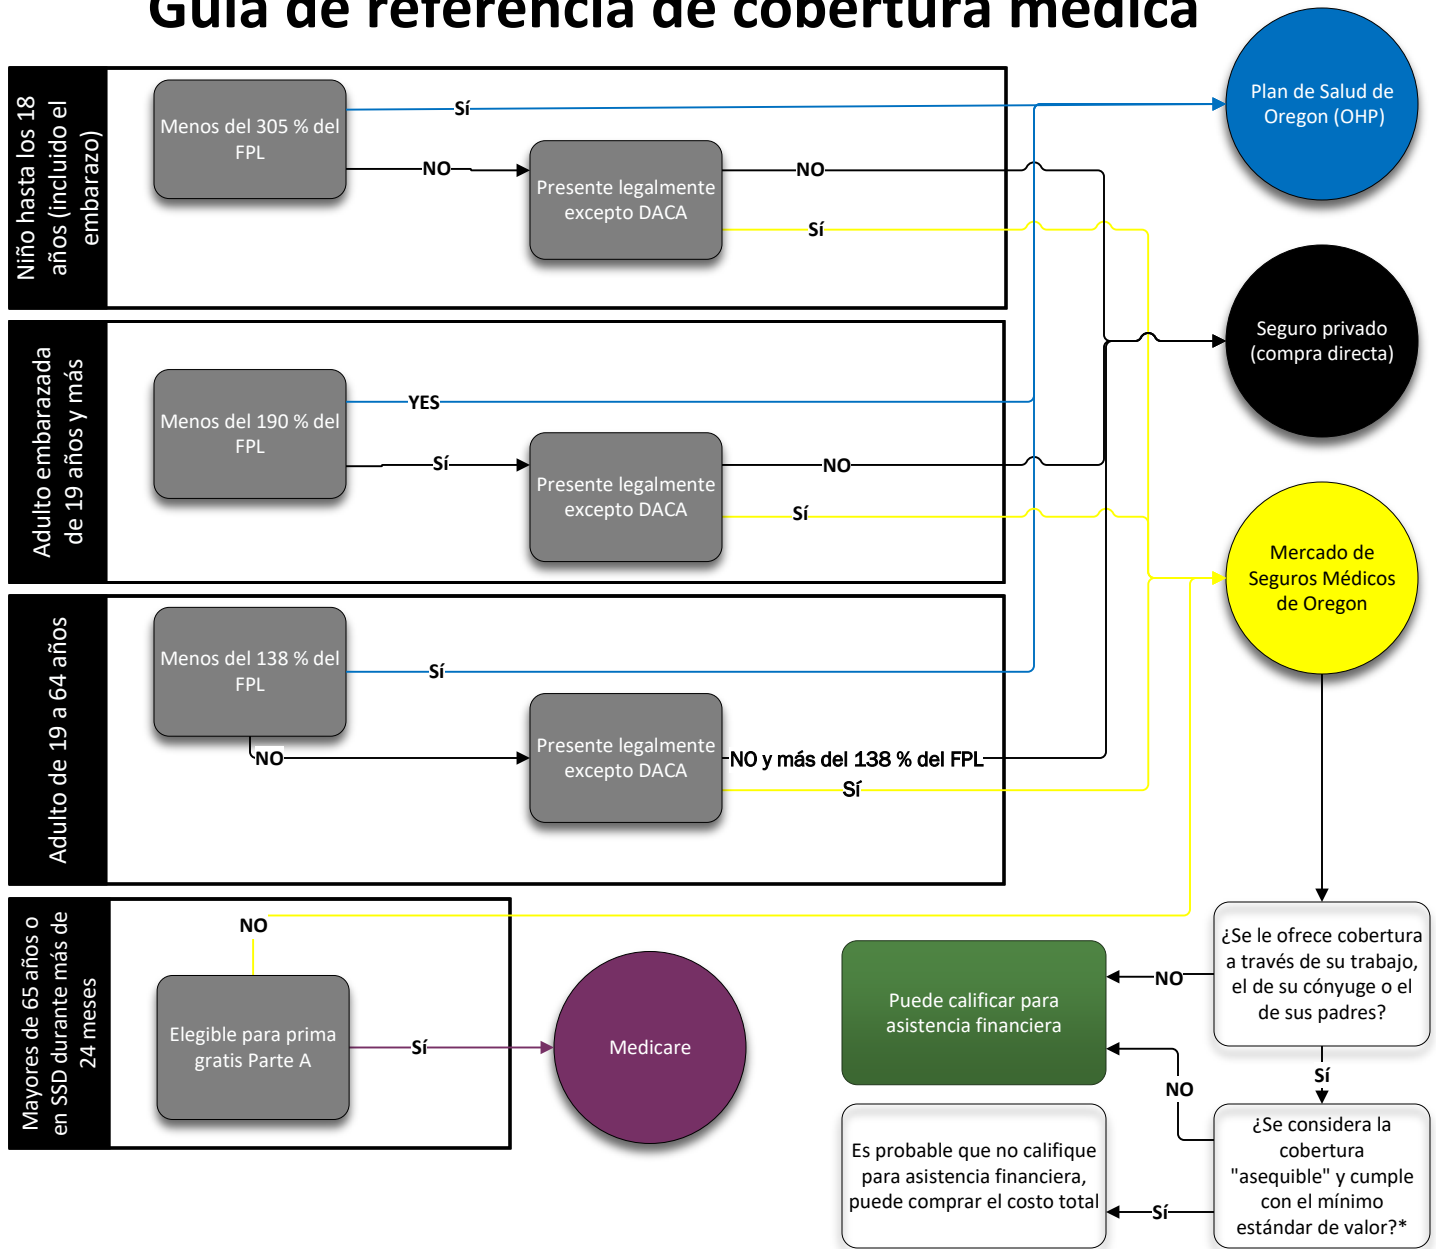 Guía de referencia de cobertura médica
Niño hasta los 18
años (incluido el
embarazo)
Menos del 305 % del
FPL
Sí
NO
Presente legalmente
excepto DACA
NO
Sí
Plan de Salud de
Oregon (OHP)
Adulto embarazada
de 19 años y más
Menos del 190 % del
FPL
YES
Sí
Presente legalmente
excepto DACA
NO
Sí
Seguro privado
(compra directa)
Adulto de 19 a 64 años
Menos del 138 % del
FPL
Sí
NO
Presente legalmente
excepto DACA
NO y más del 138 % del FPL
Sí
Mercado de
Seguros Médicos
de Oregon
Mayores de 65 años o
en SSD durante más de
24 meses
NO
Elegible para prima
gratis Parte A
Sí
Medicare
¿Se le ofrece cobertura
a través de su trabajo,
el de su cónyuge o el
de sus padres?
NO
Puede calificar para
asistencia financiera
Sí
NO
¿Se considera la
cobertura
"asequible" y cumple
con el mínimo
estándar de valor?*
Sí
Es probable que no califique
para asistencia financiera,
puede comprar el costo total